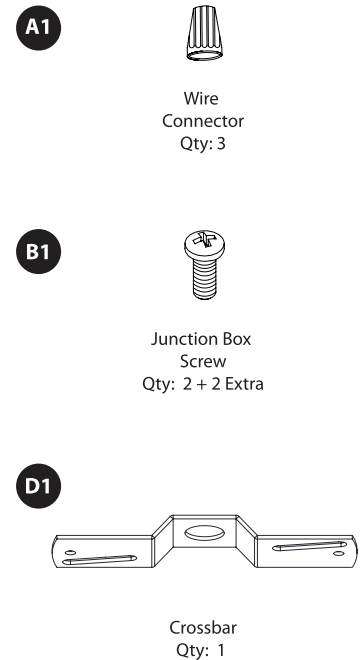 A1
Wire
Connector
Qty: 3
B1
Junction Box
Screw
Qty: 2 + 2 Extra
D1
Crossbar
Qty: 1